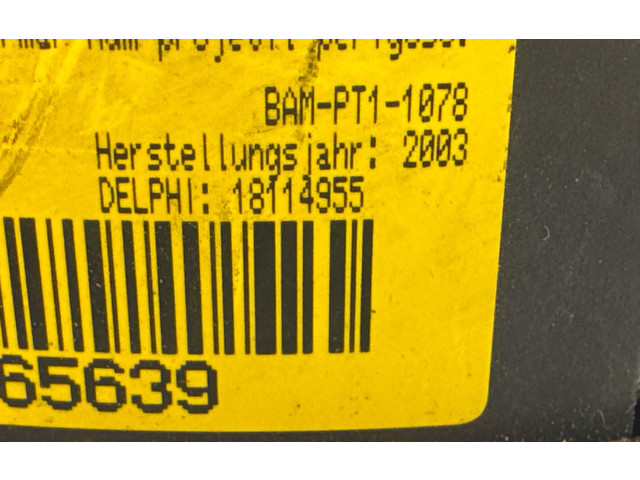 BAM-PT1-1078
Herstellungsjahr: 2003
DELPHI: 18114955
65639